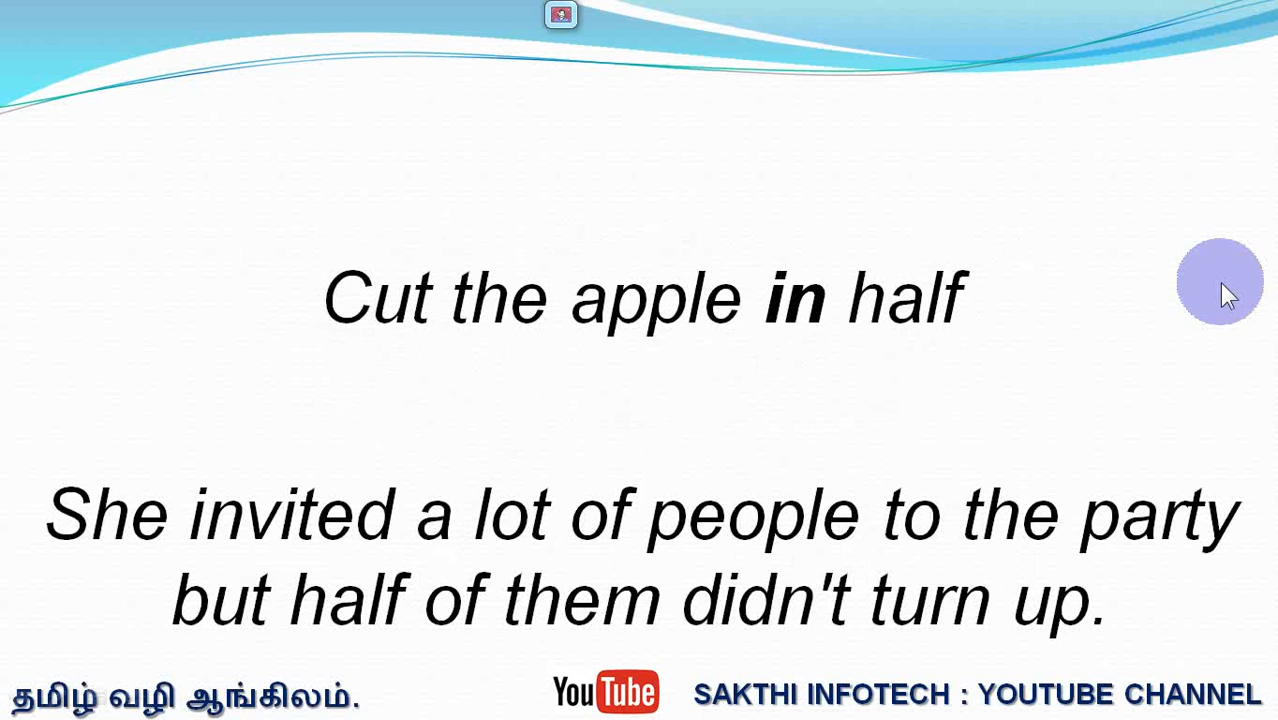 Cut the apple in half
She invited a lot of people to the party
but half of them didn't turn up.
தமிழ் வழி ஆங்கிலம். YouTube SAKTHI INFOTECH : YOUTUBE CHANNEL